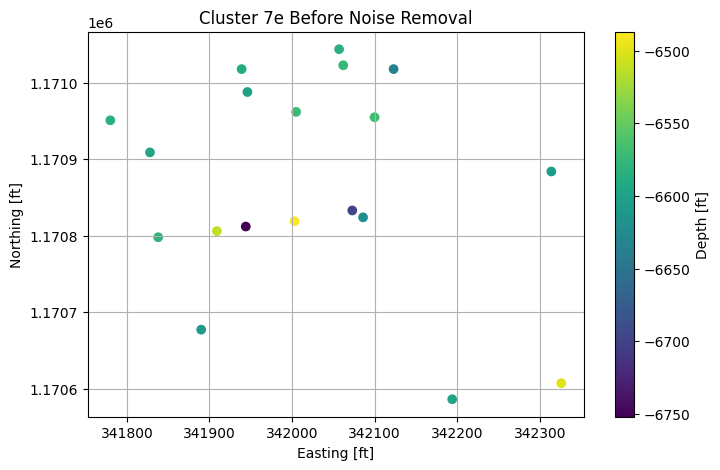 Cluster 7e Before Noise Removal
1e6
1.1710
1.1709
1.1708
1.1707
1.1706
Northing [ft]
341800 341900 342000 342100 342200 342300
Easting [ft]
−6500
−6550
−6600
−6650
−6700
−6750
Depth [ft]